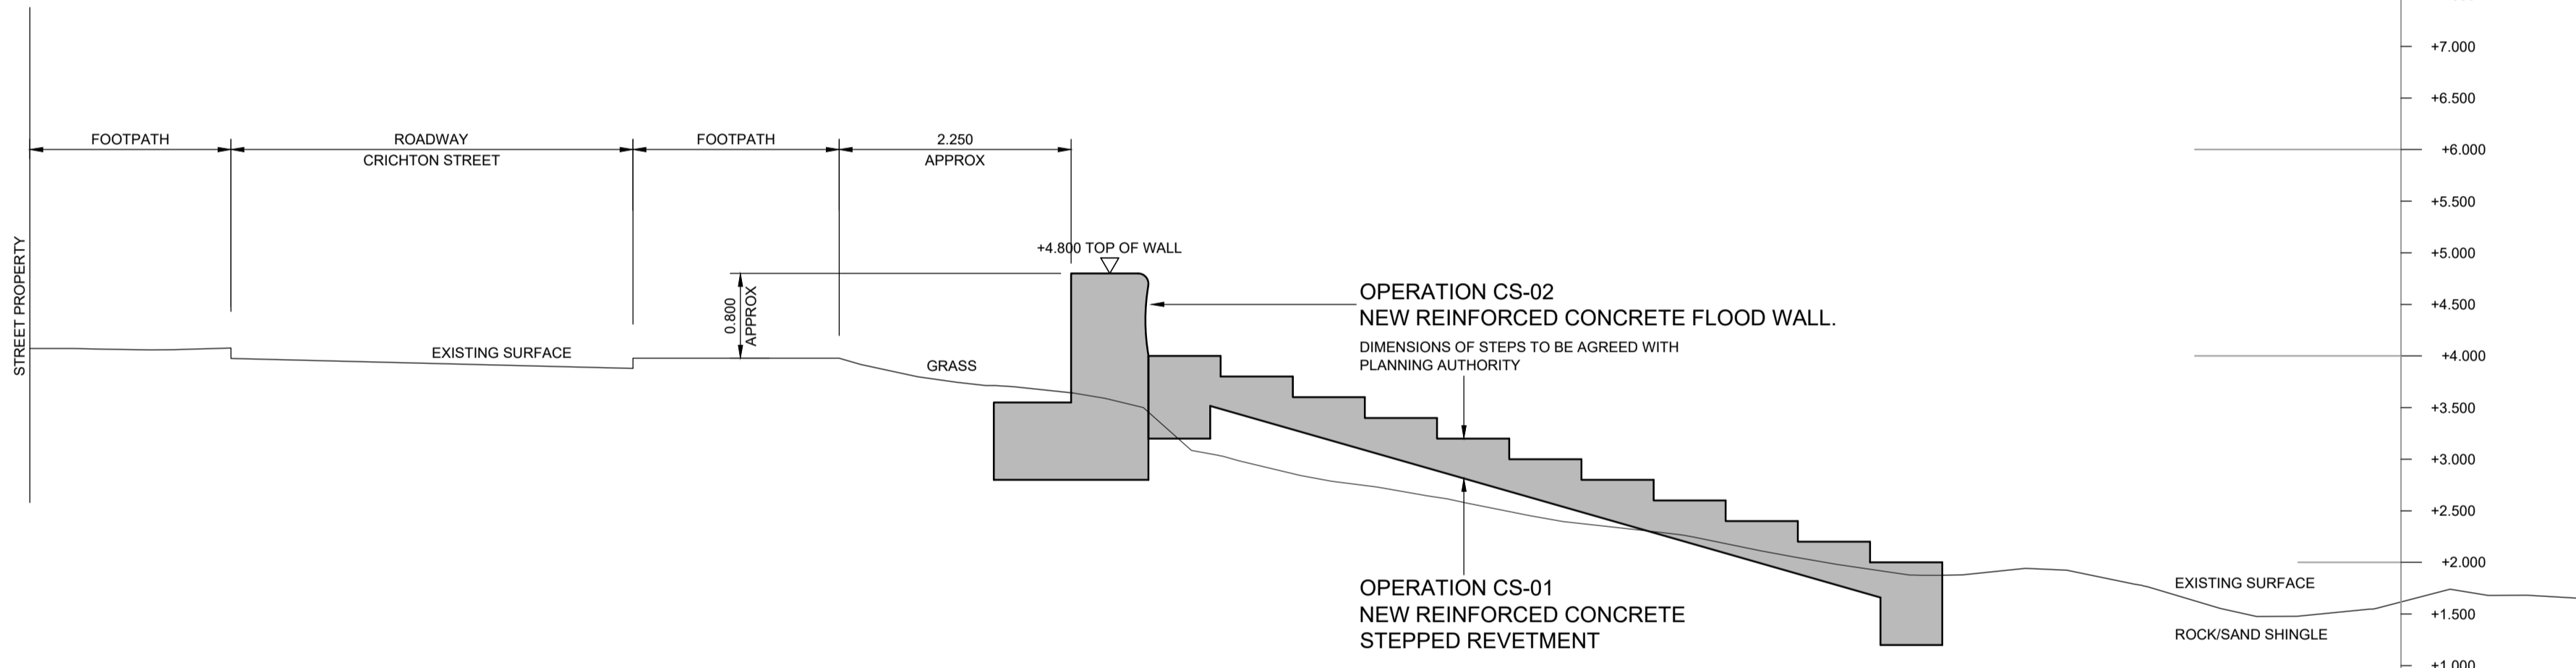 +7.000
+6.500
FOOTPATH
ROADWAY
FOOTPATH
2.250
CRICHTON STREET
APPROX
+6.000
+5.500
STREET PROPERTY
+4.800 TOP OF WALL
+5.000
0.800
APPROX
OPERATION CS-02
NEW REINFORCED CONCRETE FLOOD WALL.
+4.500
DIMENSIONS OF STEPS TO BE AGREED WITH
PLANNING AUTHORITY
EXISTING SURFACE
GRASS
+4.000
+3.500
+3.000
+2.500
+2.000
OPERATION CS-01
NEW REINFORCED CONCRETE
STEPPED REVETMENT
EXISTING SURFACE
+1.500
ROCK/SAND SHINGLE
+1.000